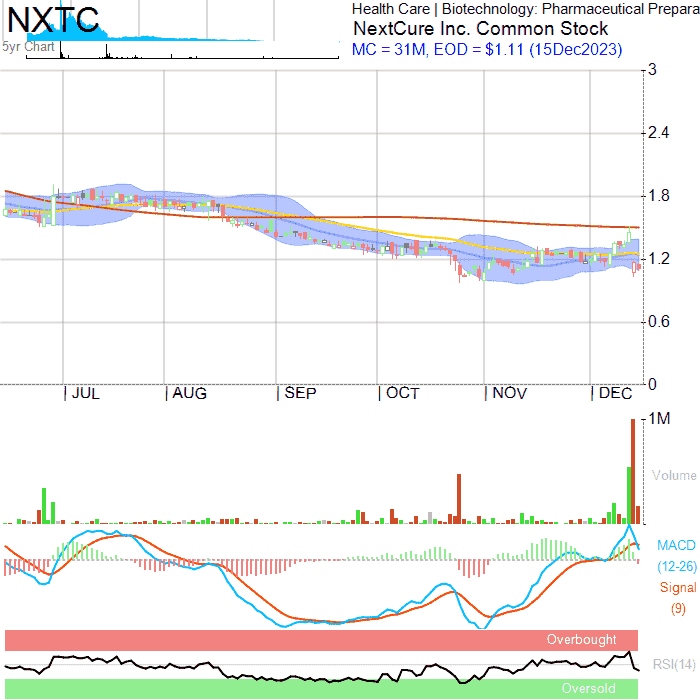 NXTC
Health Care | Biotechnology: Pharmaceutical Prepara
NextCure Inc. Common Stock
5yr Chart
MC = 31M, EOD = $1.11 (15Dec2023)
3
2.4
1.8
1.2
0.6
0
JUL
AUG
SEP
OCT
NOV
DEC
1M
Volume
MACD
(12-26)
Signal
(9)
Overbought
RSI(14)
Oversold